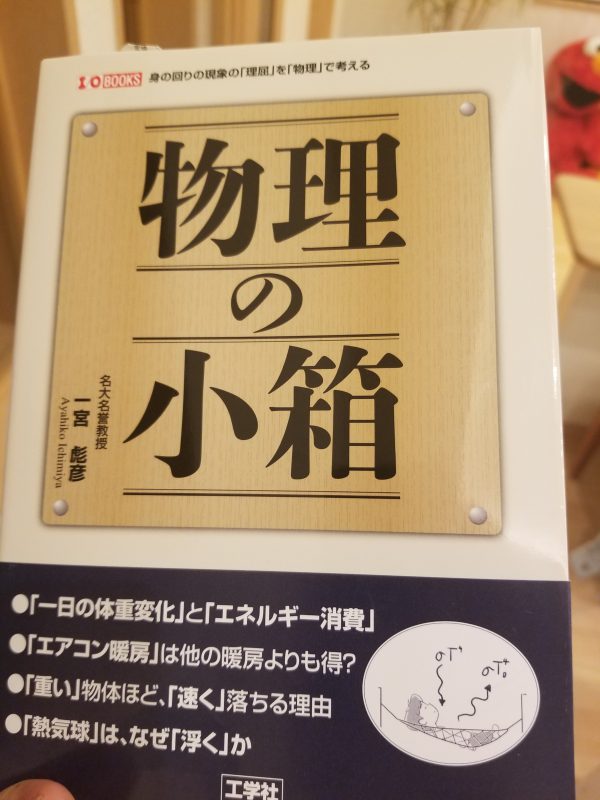 I O BOOKS 身の回りの現象の「理屈」を「物理」で考える
物理
の
小箱
名大名誉教授
一宮 彪彦
Ayahiko Ichimiya
●「一日の体重変化」と「エネルギー消費」
●「エアコン暖房」は他の暖房よりも得?
●「重い」物体ほど、「速く」落ちる理由
●「熱気球」は、なぜ「浮く」か
工学社